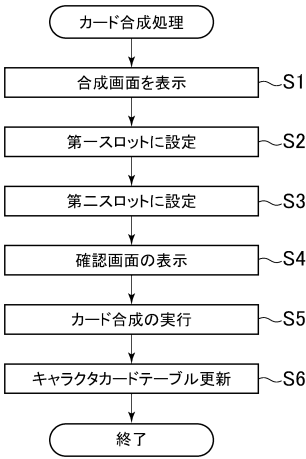 カード合成処理
合成画面を表示 S1
第一スロットに設定 S2
第二スロットに設定 S3
確認画面の表示 S4
カード合成の実行 S5
キャラクタカードテーブル更新 S6
終了